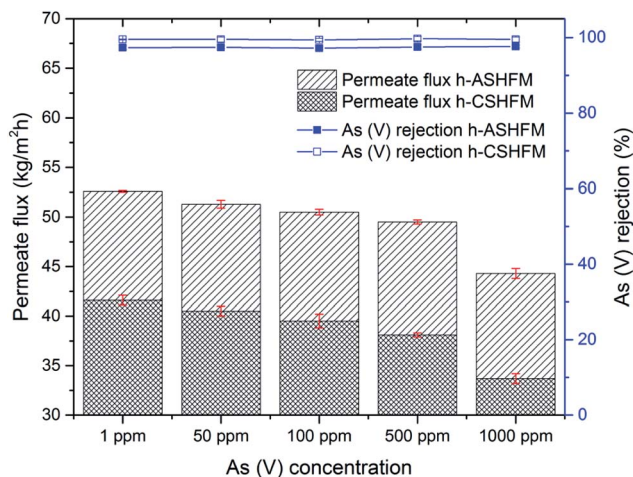 70
65
60
55
50
45
40
35
30
Permeate flux (kg/m²h)
Permeate flux h-ASHFM
Permeate flux h-CSHFM
As (V) rejection h-ASHFM
As (V) rejection h-CSHFM
100
80
60
40
20
0
As (V) rejection (%)
1 ppm 50 ppm 100 ppm 500 ppm 1000 ppm
As (V) concentration